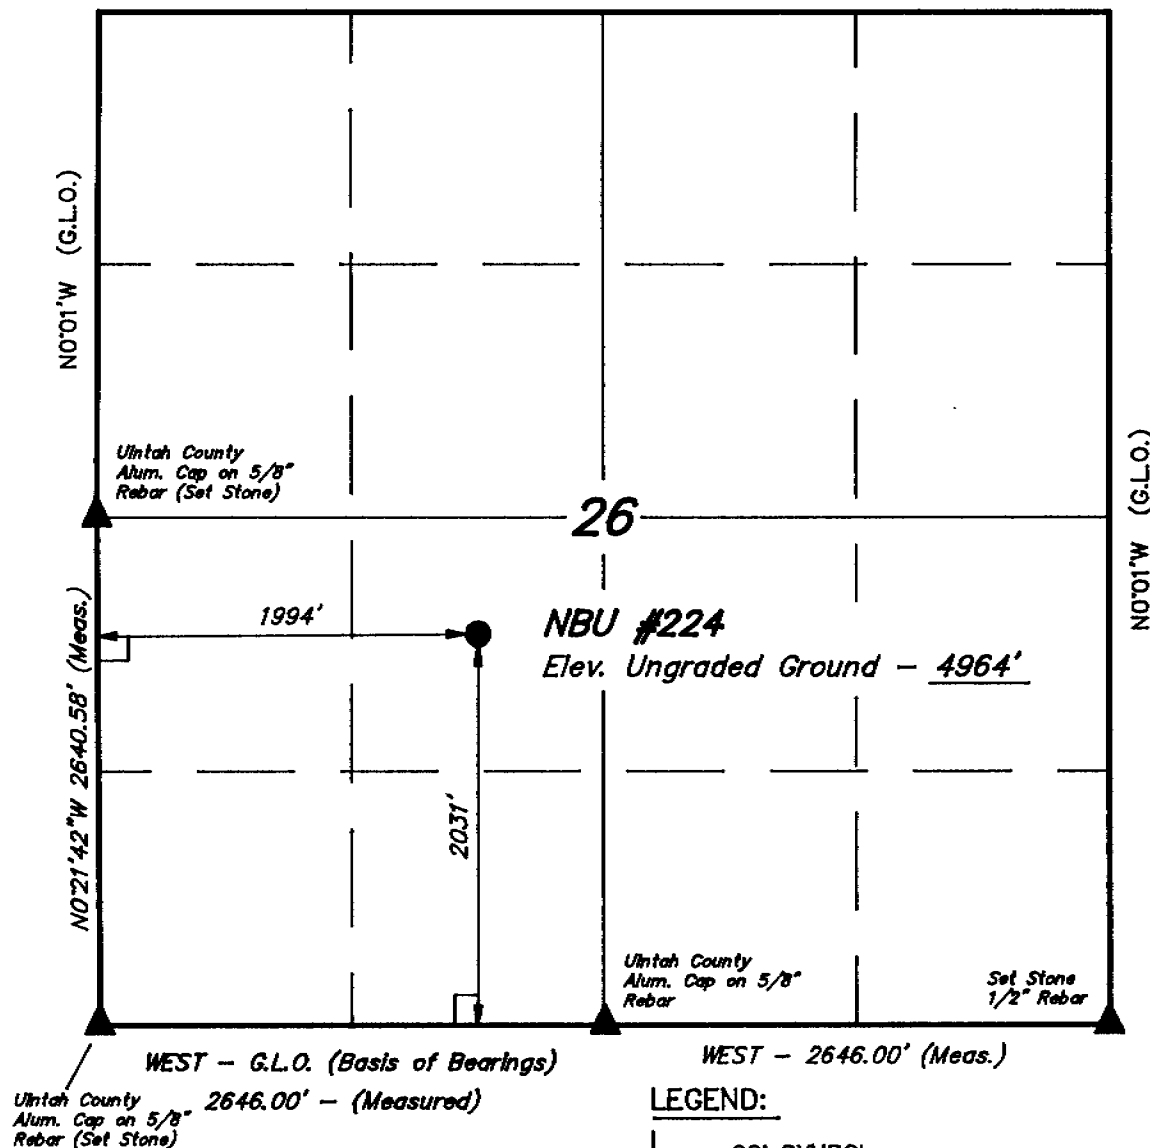 N0°01'W (G.L.O.)
Uintah County
Alum. Cap on 5/8"
Rebar (Set Stone)
26
N0°01'W (G.L.O.)
1994'
NBU #224
Elev. Ungraded Ground - 4964'
N0°21'42"W 2640.58' (Meas.)
2031'
Uintah County
Alum. Cap on 5/8"
Rebar
Set Stone
1/2" Rebar
WEST - G.L.O. (Basis of Bearings)
2646.00' - (Measured)
WEST - 2646.00' (Meas.)
Uintah County
Alum. Cap on 5/8"
Rebar (Set Stone)
LEGEND: